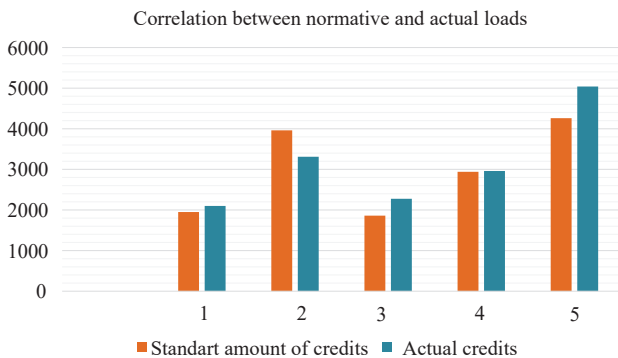 Correlation between normative and actual loads
6000
5000
4000
3000
2000
1000
0
1 2 3 4 5
Standart amount of credits Actual credits